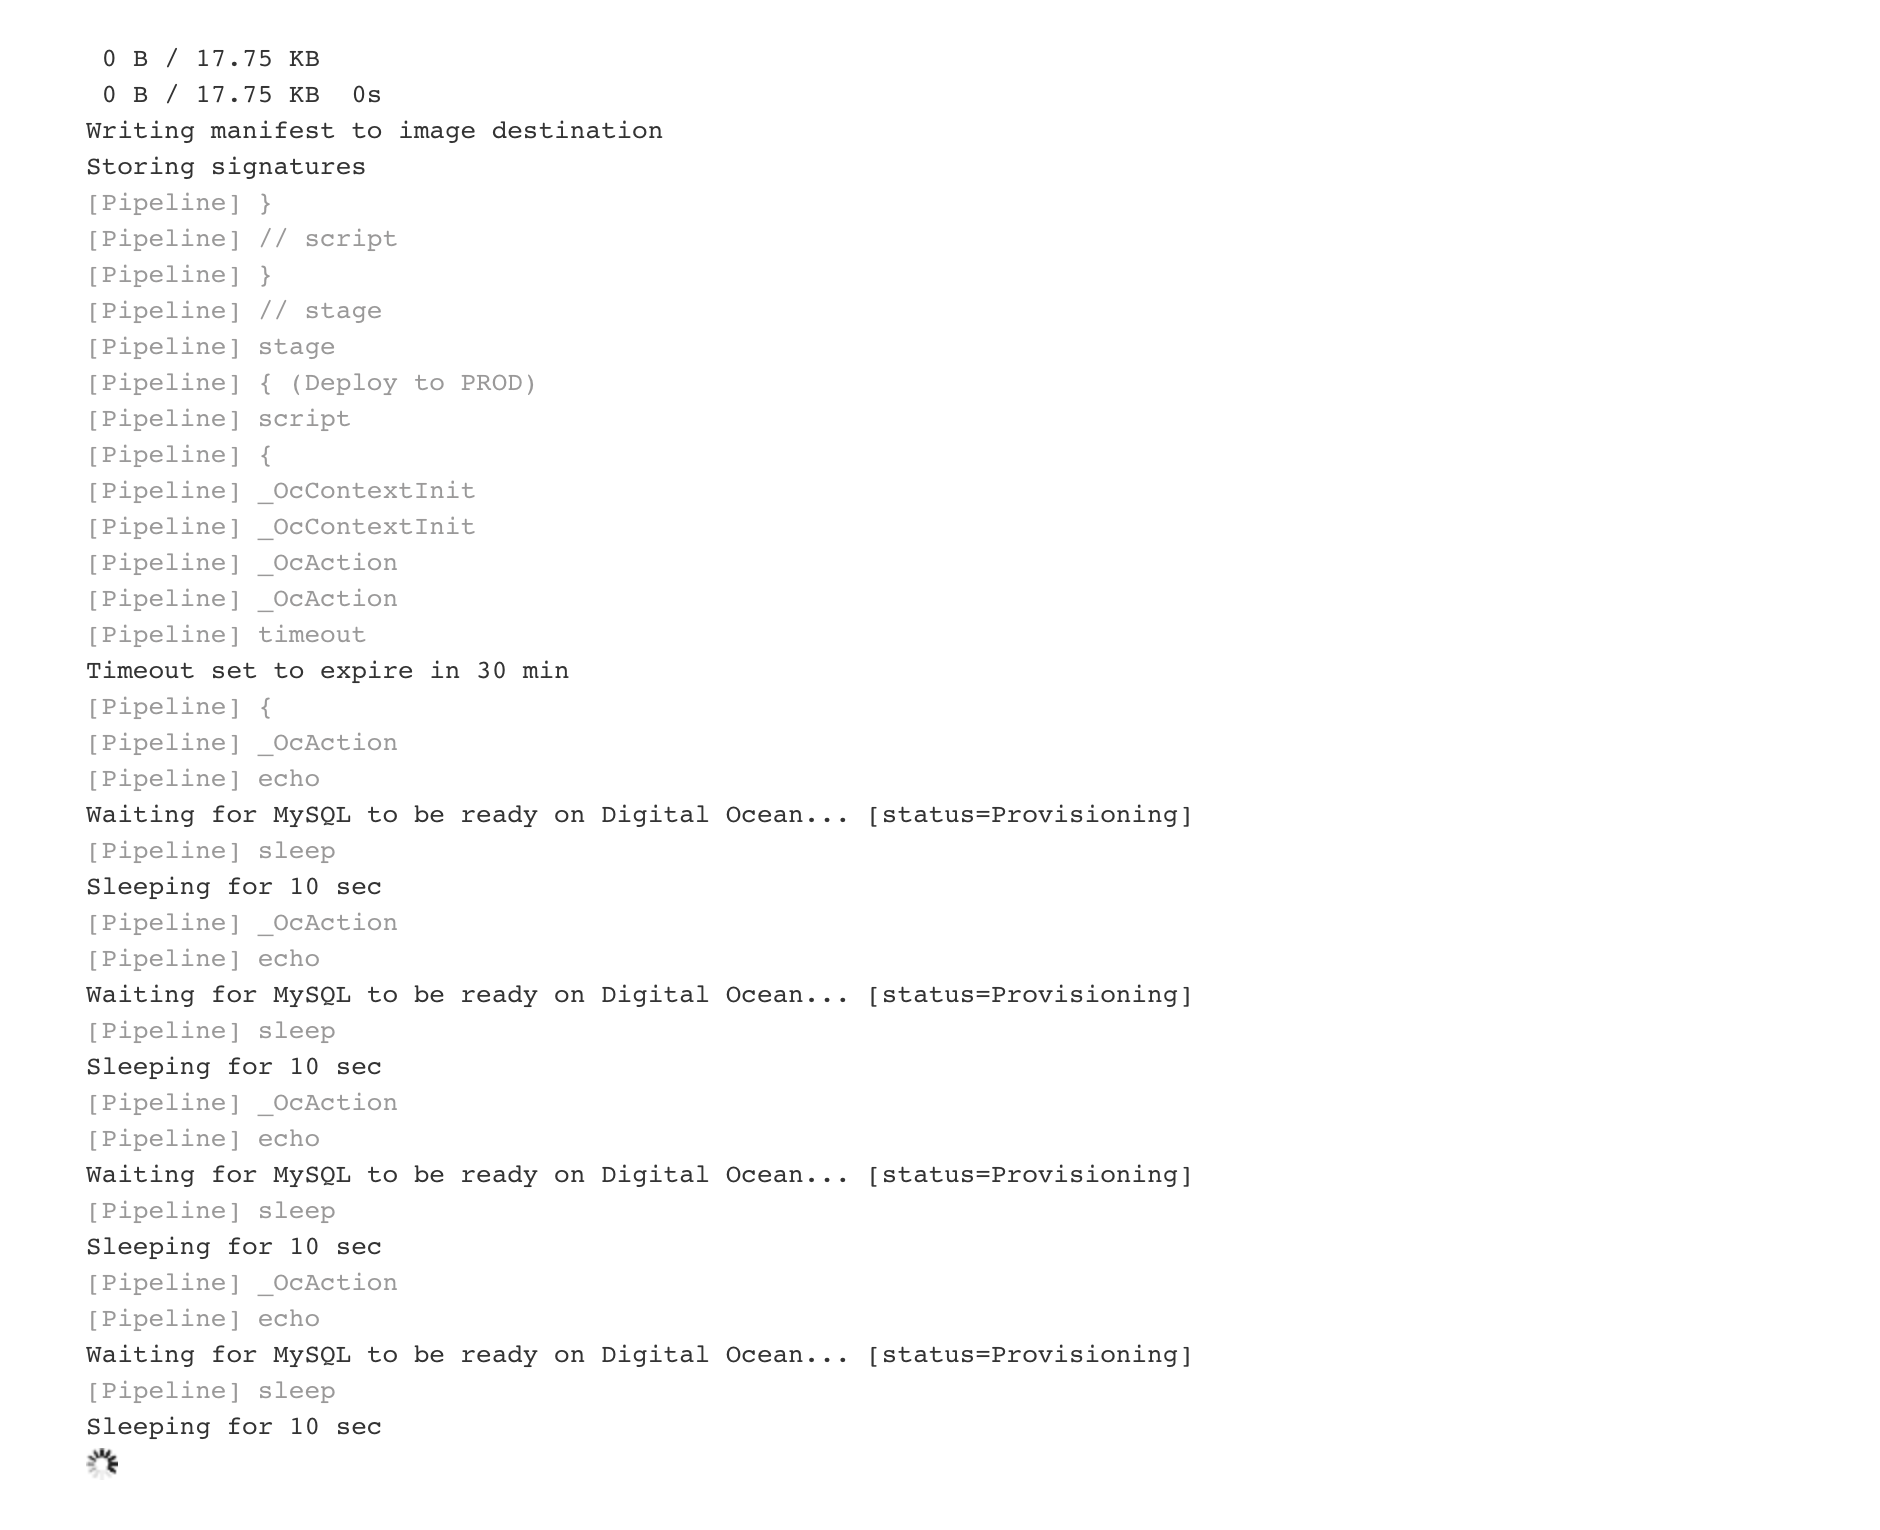 0 B / 17.75 KB
0 B / 17.75 KB  0s
Writing manifest to image destination
Storing signatures
[Pipeline] }
[Pipeline] // script
[Pipeline] }
[Pipeline] // stage
[Pipeline] stage
[Pipeline] { (Deploy to PROD)
[Pipeline] script
[Pipeline] {
[Pipeline] _OcContextInit
[Pipeline] _OcContextInit
[Pipeline] _OcAction
[Pipeline] _OcAction
[Pipeline] timeout
Timeout set to expire in 30 min
[Pipeline] {
[Pipeline] _OcAction
[Pipeline] echo
Waiting for MySQL to be ready on Digital Ocean... [status=Provisioning]
[Pipeline] sleep
Sleeping for 10 sec
[Pipeline] _OcAction
[Pipeline] echo
Waiting for MySQL to be ready on Digital Ocean... [status=Provisioning]
[Pipeline] sleep
Sleeping for 10 sec
[Pipeline] _OcAction
[Pipeline] echo
Waiting for MySQL to be ready on Digital Ocean... [status=Provisioning]
[Pipeline] sleep
Sleeping for 10 sec
[Pipeline] _OcAction
[Pipeline] echo
Waiting for MySQL to be ready on Digital Ocean... [status=Provisioning]
[Pipeline] sleep
Sleeping for 10 sec